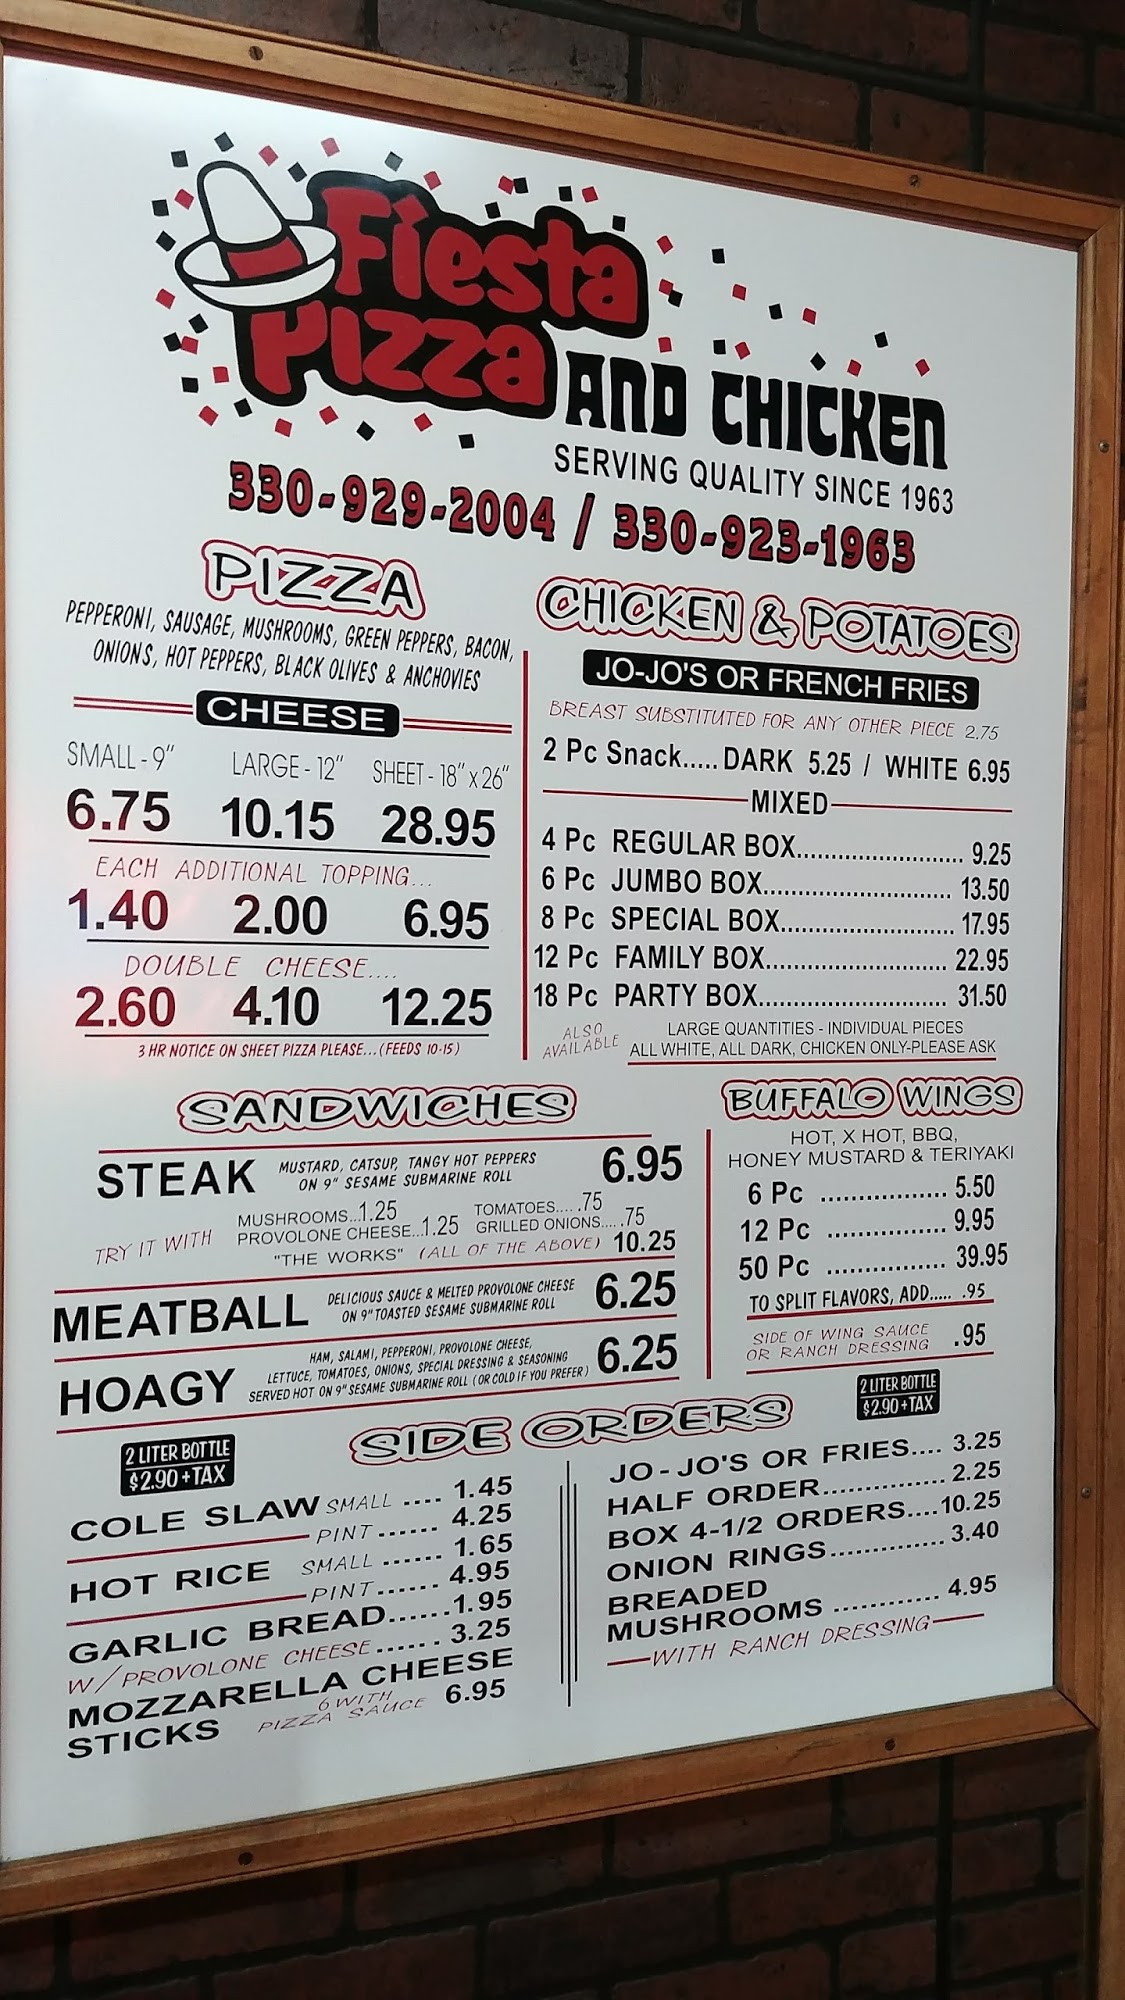 Fiesta
Pizza AND CHICKEN
SERVING QUALITY SINCE 1963
330-929-2004 / 330-923-1963
PIZZA
PEPPERONI, SAUSAGE, MUSHROOMS, GREEN PEPPERS, BACON,
ONIONS, HOT PEPPERS, BLACK OLIVES & ANCHOVIES
CHEESE
SMALL - 9" LARGE - 12" SHEET - 18" x 26"
6.75 10.15 28.95
EACH ADDITIONAL TOPPING...
1.40 2.00 6.95
DOUBLE CHEESE....
2.60 4.10 12.25
3 HR NOTICE ON SHEET PIZZA PLEASE...(FEEDS 10-15)
CHICKEN & POTATOES
JO-JO'S OR FRENCH FRIES
BREAST SUBSTITUTED FOR ANY OTHER PIECE 2.75
2 Pc Snack..... DARK 5.25 / WHITE 6.95
MIXED
4 Pc REGULAR BOX.......................... 9.25
6 Pc JUMBO BOX............................. 13.50
8 Pc SPECIAL BOX........................... 17.95
12 Pc FAMILY BOX............................ 22.95
18 Pc PARTY BOX............................. 31.50
ALSO AVAILABLE
LARGE QUANTITIES - INDIVIDUAL PIECES
ALL WHITE, ALL DARK, CHICKEN ONLY-PLEASE ASK
SANDWICHES
STEAK MUSTARD, CATSUP, TANGY HOT PEPPERS 6.95
ON 9" SESAME SUBMARINE ROLL
TRY IT WITH MUSHROOMS...1.25 TOMATOES.... .75
PROVOLONE CHEESE...1.25 GRILLED ONIONS.... .75
"THE WORKS" (ALL OF THE ABOVE) 10.25
MEATBALL DELICIOUS SAUCE & MELTED PROVOLONE CHEESE 6.25
ON 9" TOASTED SESAME SUBMARINE ROLL
HOAGY HAM, SALAMI, PEPPERONI, PROVOLONE CHEESE, 6.25
LETTUCE, TOMATOES, ONIONS, SPECIAL DRESSING & SEASONING
SERVED HOT ON 9" SESAME SUBMARINE ROLL (OR COLD IF YOU PREFER)
BUFFALO WINGS
HOT, X HOT, BBQ,
HONEY MUSTARD & TERIYAKI
6 Pc ................... 5.50
12 Pc .................. 9.95
50 Pc .................. 39.95
TO SPLIT FLAVORS, ADD..... .95
SIDE OF WING SAUCE
OR RANCH DRESSING .95
2 LITER BOTTLE
$2.90 + TAX
SIDE ORDERS
2 LITER BOTTLE
$2.90 + TAX
COLE SLAW SMALL .... 1.45
PINT ...... 4.25
HOT RICE SMALL ...... 1.65
PINT ...... 4.95
GARLIC BREAD.......1.95
W/PROVOLONE CHEESE...... 3.25
MOZZARELLA CHEESE
STICKS 6 WITH PIZZA SAUCE 6.95
JO-JO'S OR FRIES.... 3.25
HALF ORDER.............. 2.25
BOX 4-1/2 ORDERS....10.25
ONION RINGS.............. 3.40
BREADED
MUSHROOMS ............ 4.95
WITH RANCH DRESSING